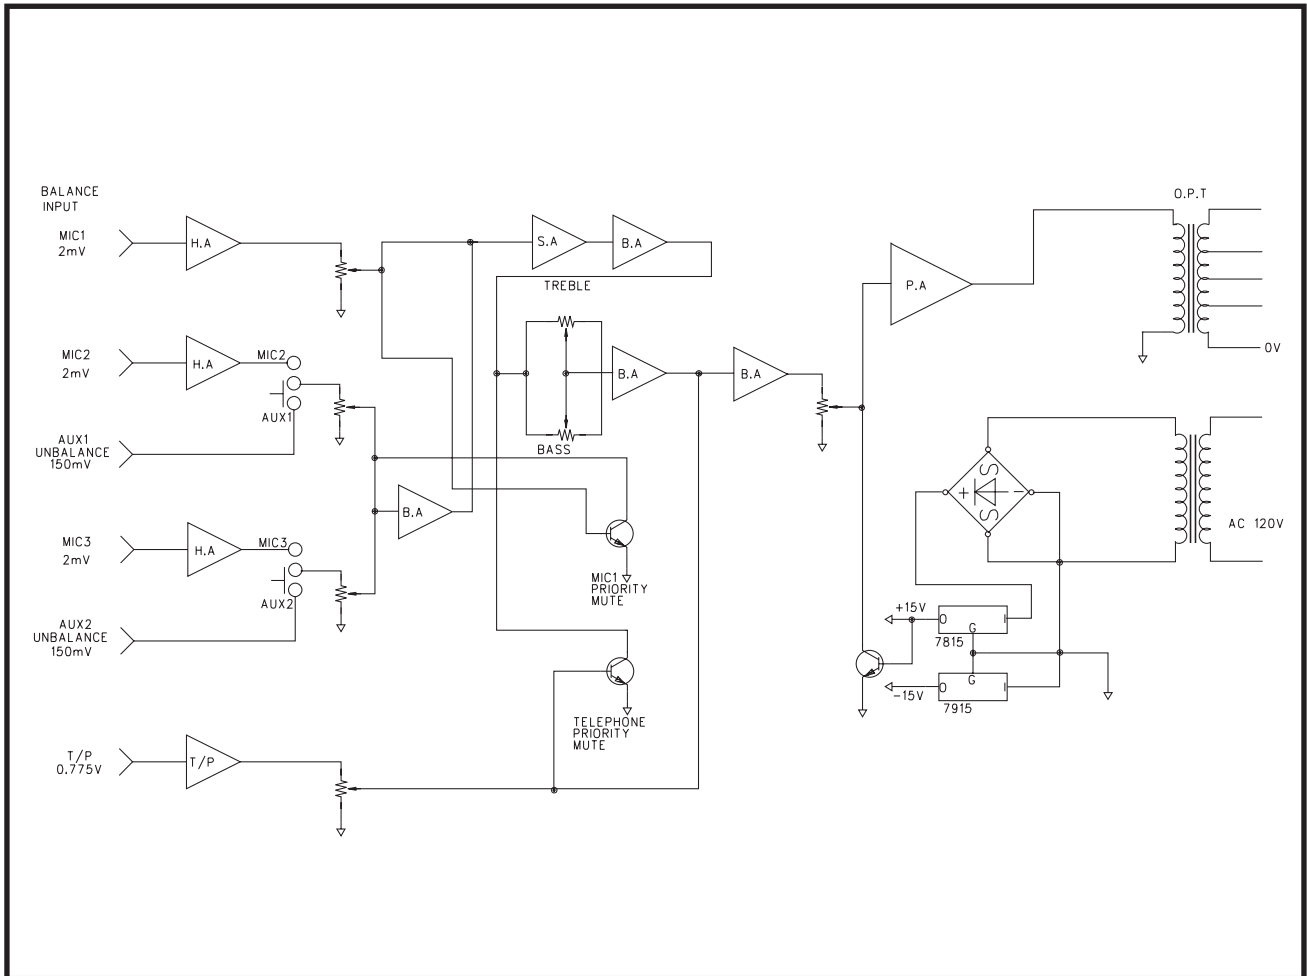 BALANCE
INPUT
MIC1
2mV
H.A
S.A
B.A
TREBLE
P.A
O.P.T
0V
MIC2
2mV
H.A
MIC2
AUX1
AUX1
UNBALANCE
150mV
B.A
B.A
BASS
B.A
S
S
+
−
AC 120V
MIC3
2mV
H.A
MIC3
AUX2
AUX2
UNBALANCE
150mV
MIC1
PRIORITY
MUTE
+15V
O
G
I
7815
-15V
O
G
I
7915
TELEPHONE
PRIORITY
MUTE
T/P
0.775V
T/P